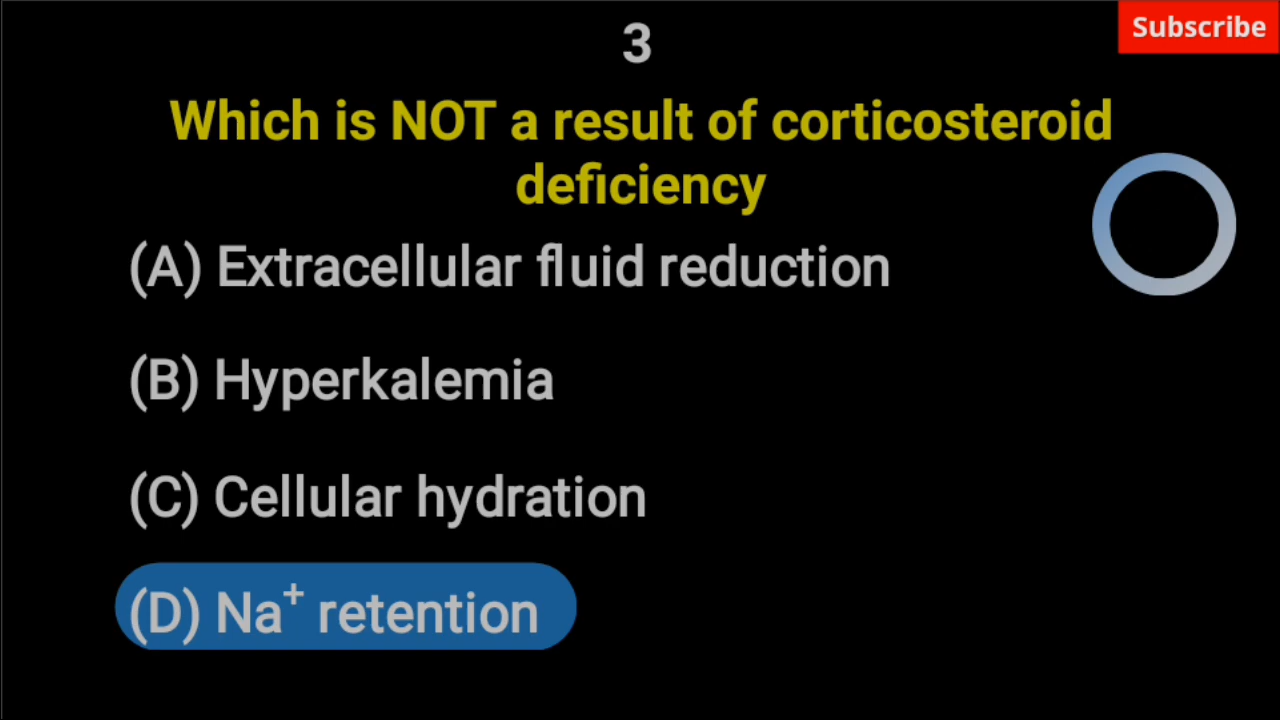 Subscribe
3
Which is NOT a result of corticosteroid
deficiency
(A) Extracellular fluid reduction
(B) Hyperkalemia
(C) Cellular hydration
(D) Na⁺ retention